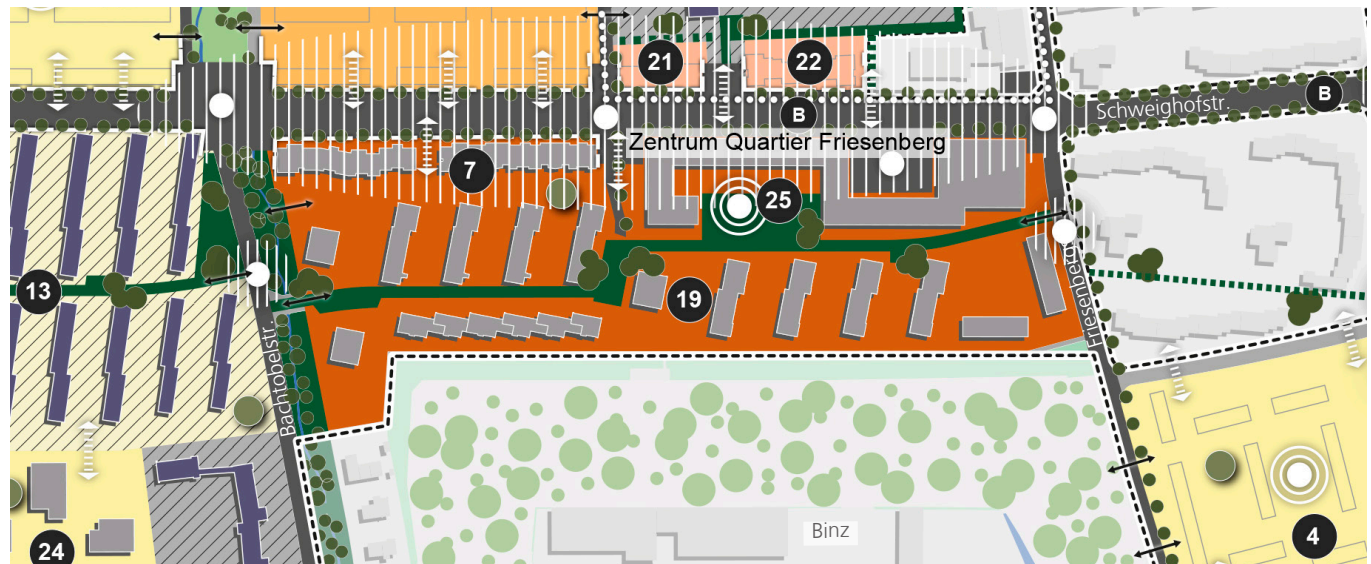 21
22
B
B
Schweighofstr.
Zentrum Quartier Friesenberg
7
25
13
19
Friesenberg
Bachtobelstr.
Binz
24
4